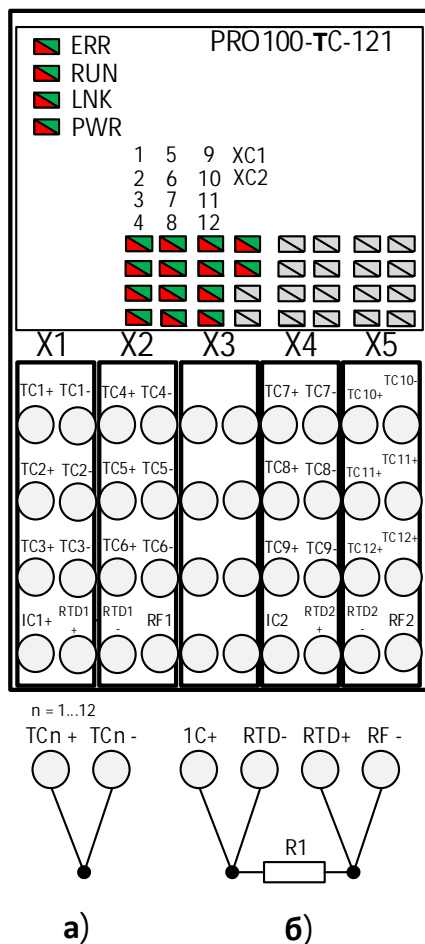 PRO100-TC-121
ERR
RUN
LNK
PWR
1 5 9 XC1
2 6 10 XC2
3 7 11
4 8 12
X1 X2 X3 X4 X5
TC1+ TC1- TC4+ TC4- TC7+ TC7- TC10+ TC10-
TC2+ TC2- TC5+ TC5- TC8+ TC8- TC11+ TC11+
TC3+ TC3- TC6+ TC6- TC9+ TC9- TC12+ TC12+
IC1+ RTD1 + RTD1 - RF1 IC2 RTD2 + RTD2 - RF2
n = 1...12
TCn + TCn - 1C+ RTD- RTD+ RF -
R1
а) б)